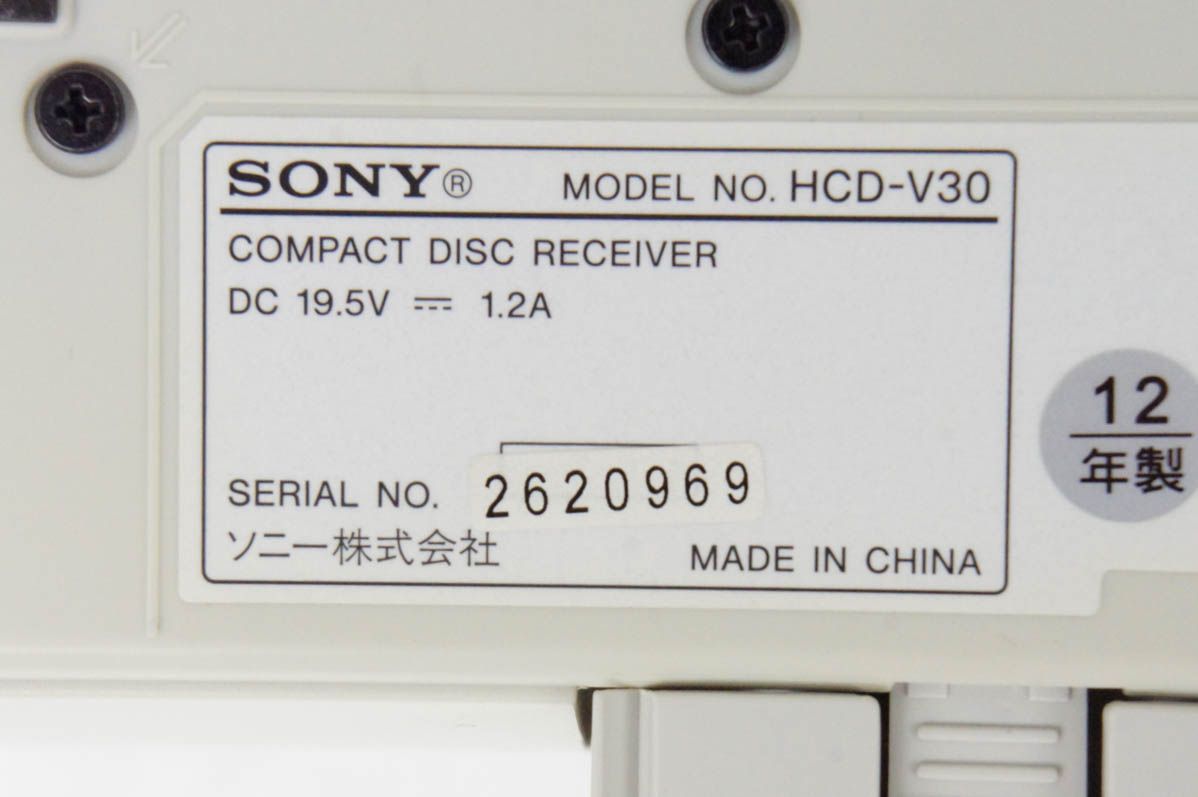 SONY® MODEL NO. HCD-V30
COMPACT DISC RECEIVER
DC 19.5V ⎓ 1.2A
SERIAL NO. 2620969
ソニー株式会社 MADE IN CHINA
12
年製